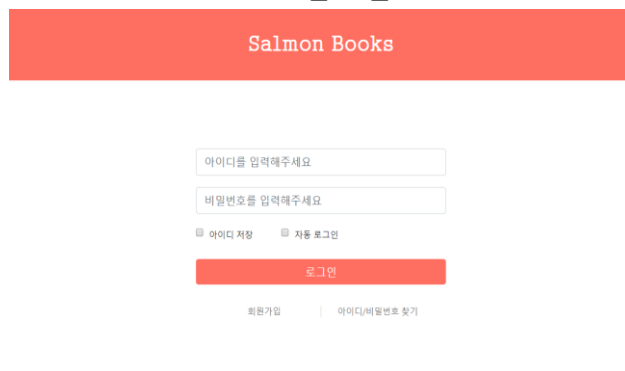 Salmon Books
아이디를 입력해주세요
비밀번호를 입력해주세요
아이디 저장 자동 로그인
로그인
회원가입 | 아이디/비밀번호 찾기